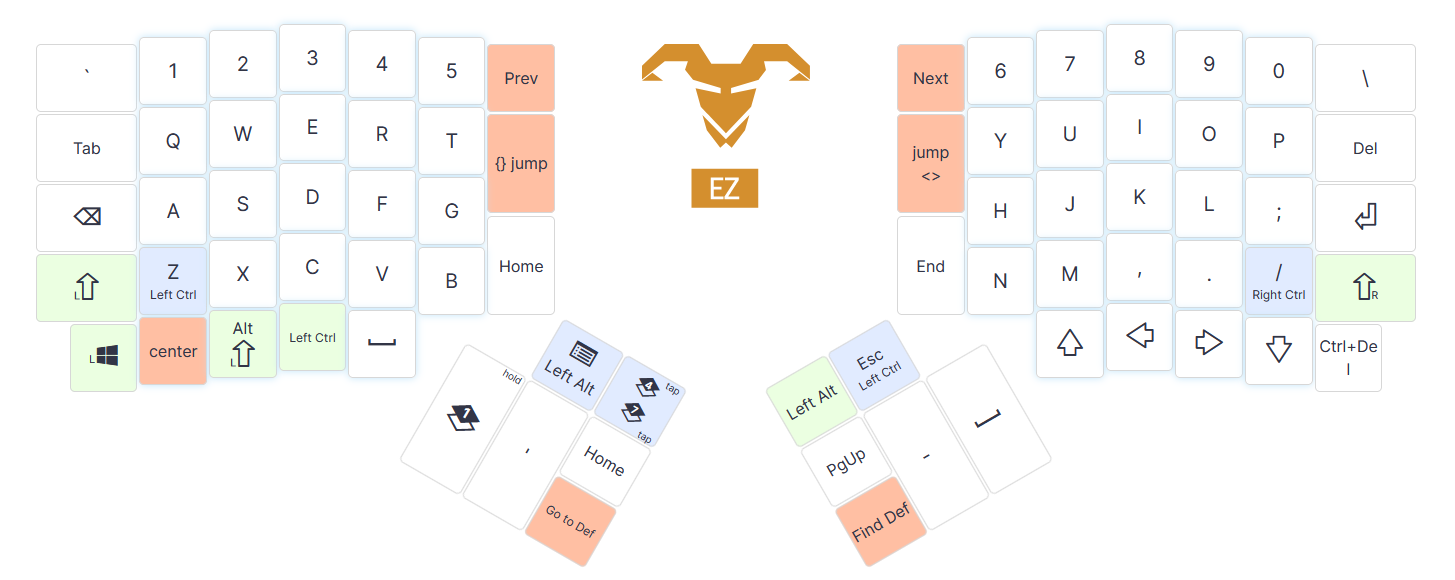 ` 1 2 3 4 5 Prev
Next 6 7 8 9 0 \
Tab Q W E R T {} jump
jump
<>
Y U I O P Del
EZ
A S D F G
H J K L ;
L Z X C V B Home
Left Ctrl
End N M , . / R
Right Ctrl
L center Alt
L
Left Ctrl
Ctrl+De
l
1 hold
Left Alt
4 tap
7
tap
,
Home
Go to Def
Left Alt
Esc
Left Ctrl
PgUp
-
Find Def